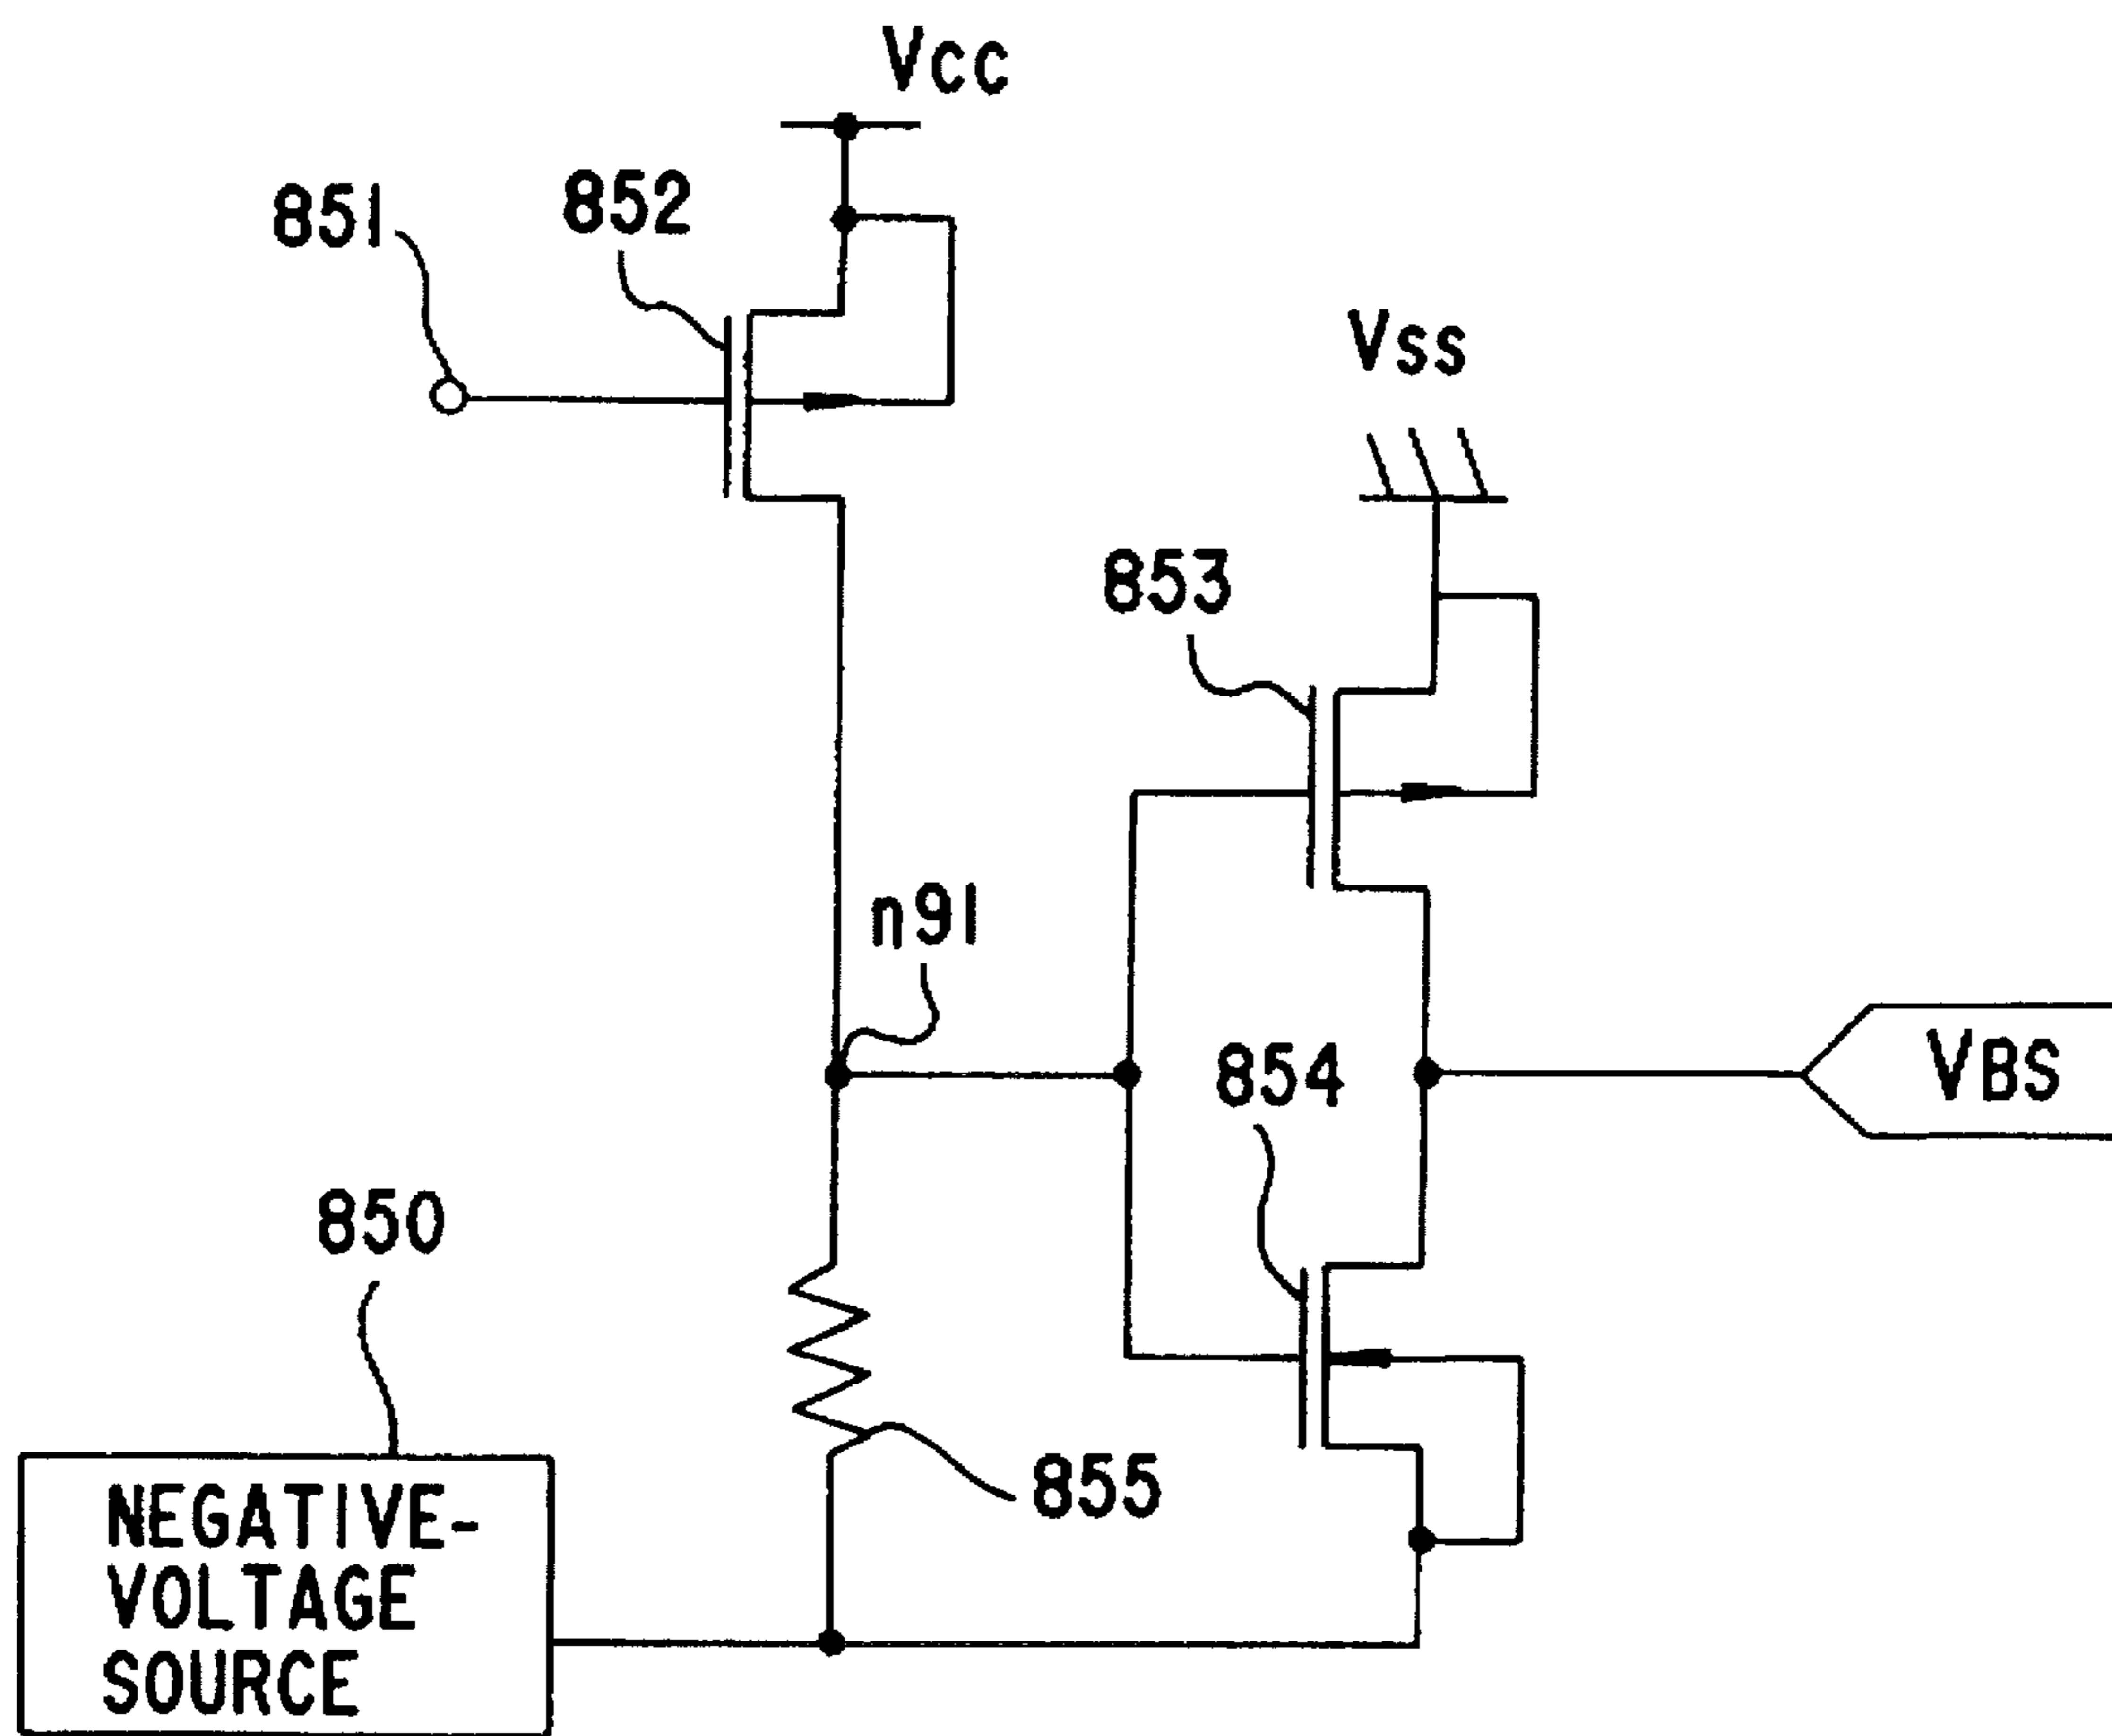 Vcc
851
852
Vss
853
n91
854
VBS
850
855
NEGATIVE-
VOLTAGE
SOURCE